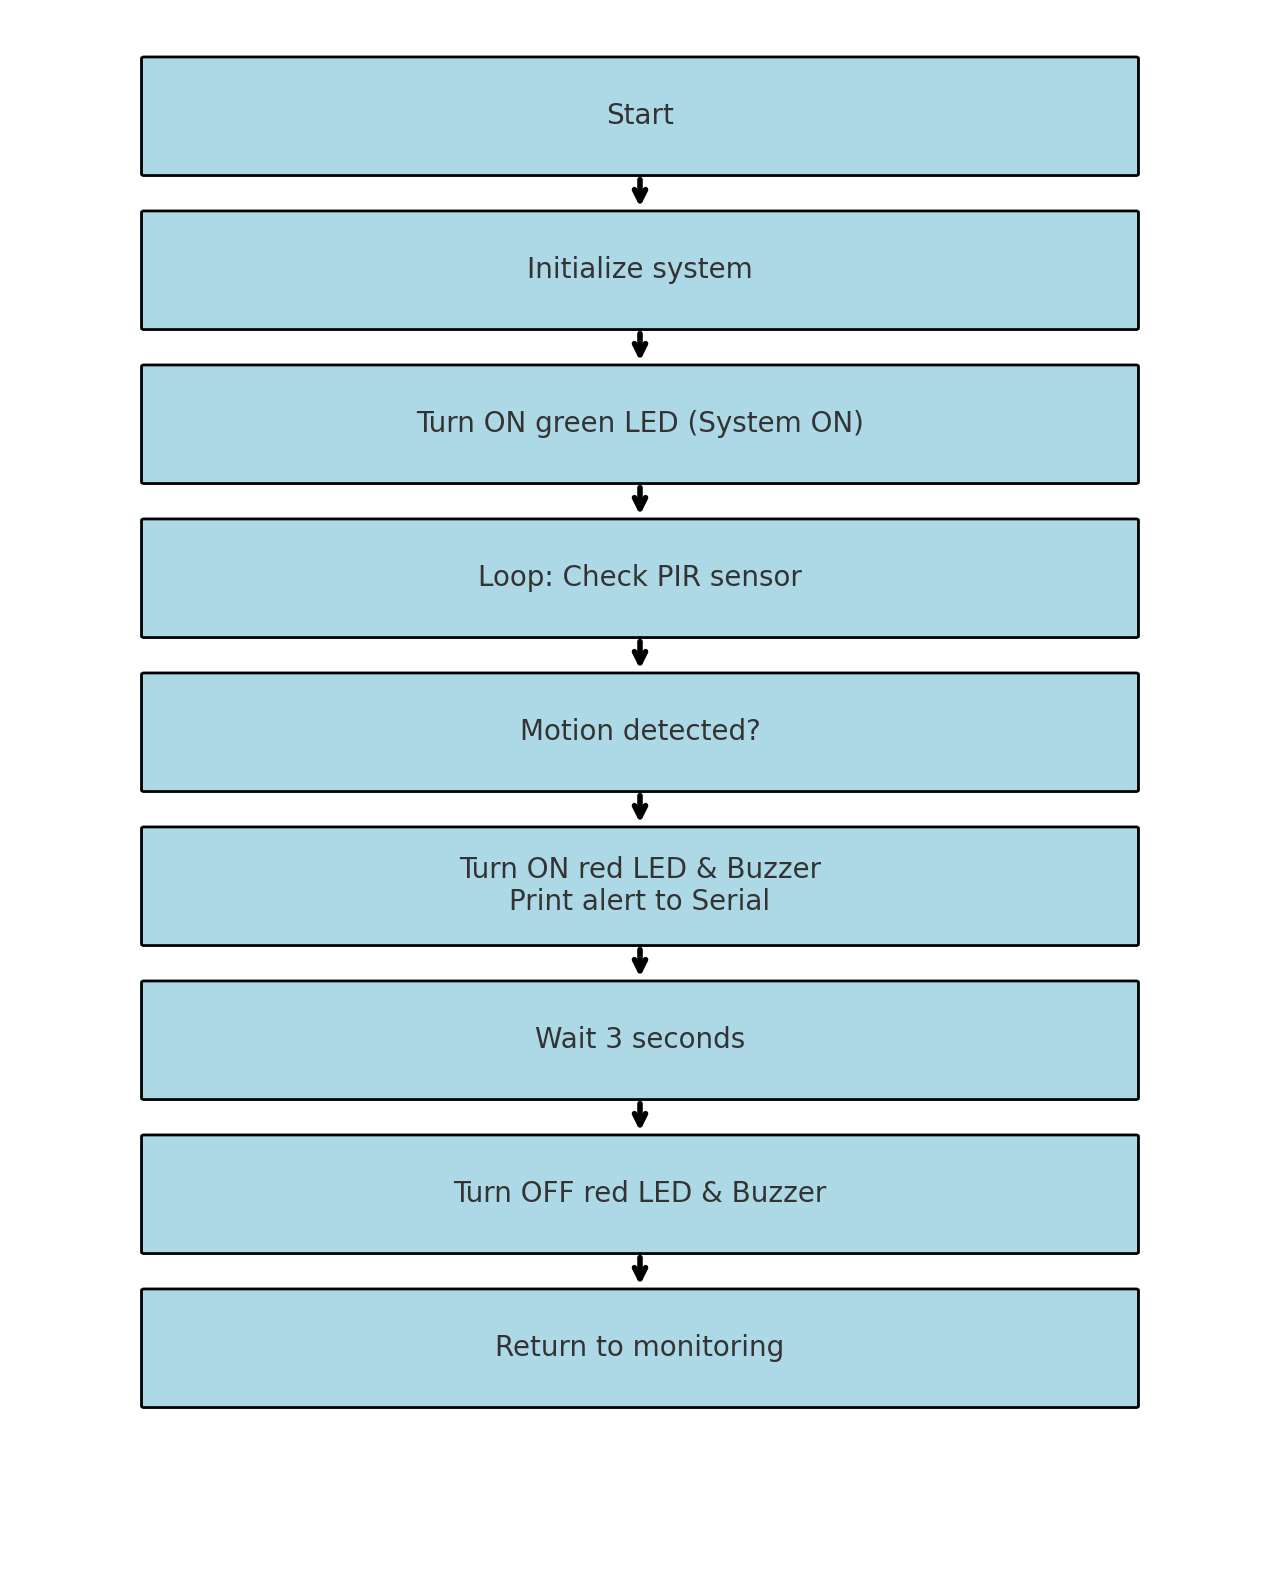 Start
Initialize system
Turn ON green LED (System ON)
Loop: Check PIR sensor
Motion detected?
Turn ON red LED & Buzzer
Print alert to Serial
Wait 3 seconds
Turn OFF red LED & Buzzer
Return to monitoring